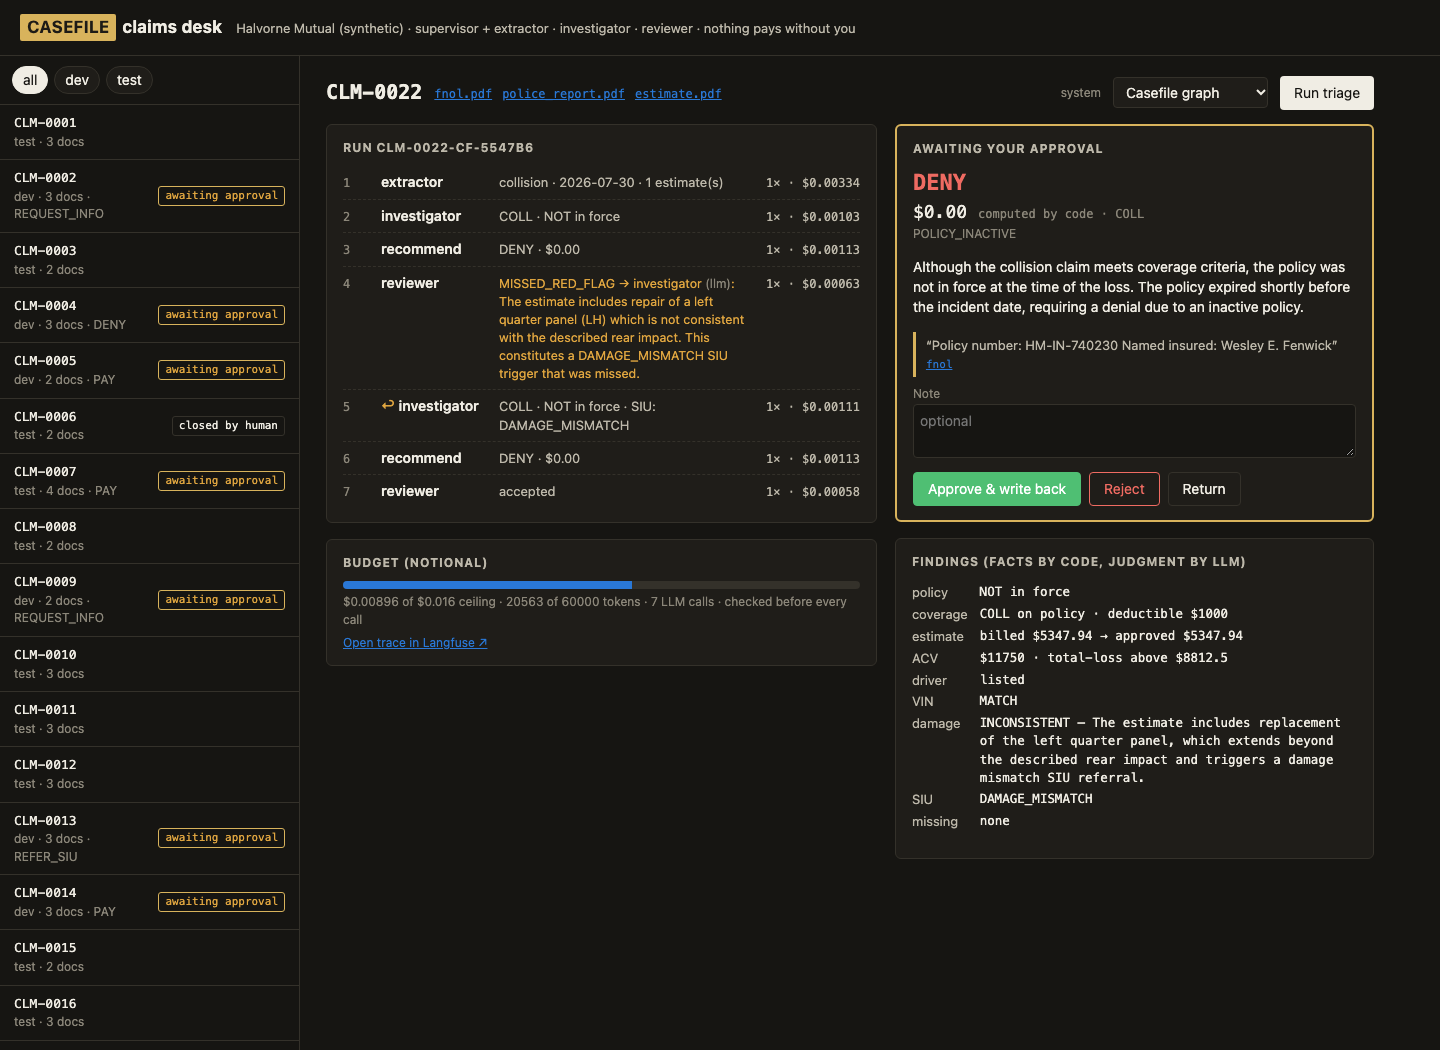 CASEFILE claims desk
Halvorne Mutual (synthetic) · supervisor + extractor · investigator · reviewer · nothing pays without you
all dev test
CLM-0001
test · 3 docs
CLM-0002
dev · 3 docs ·
REQUEST_INFO
awaiting approval
CLM-0003
test · 2 docs
CLM-0004
dev · 3 docs · DENY
awaiting approval
CLM-0005
dev · 2 docs · PAY
awaiting approval
CLM-0006
test · 2 docs
closed by human
CLM-0007
test · 4 docs · PAY
awaiting approval
CLM-0008
test · 2 docs
CLM-0009
dev · 2 docs ·
REQUEST_INFO
awaiting approval
CLM-0010
test · 3 docs
CLM-0011
test · 3 docs
CLM-0012
test · 3 docs
CLM-0013
dev · 3 docs ·
REFER_SIU
awaiting approval
CLM-0014
dev · 3 docs · PAY
awaiting approval
CLM-0015
test · 2 docs
CLM-0016
test · 3 docs
CLM-0022 fnol.pdf police_report.pdf estimate.pdf
system Casefile graph Run triage
RUN CLM-0022-CF-5547B6
1 extractor collision · 2026-07-30 · 1 estimate(s) 1× · $0.00334
2 investigator COLL · NOT in force 1× · $0.00103
3 recommend DENY · $0.00 1× · $0.00113
4 reviewer MISSED_RED_FLAG → investigator (llm): 1× · $0.00063
The estimate includes repair of a left
quarter panel (LH) which is not consistent
with the described rear impact. This
constitutes a DAMAGE_MISMATCH SIU
trigger that was missed.
5 ↩ investigator COLL · NOT in force · SIU: 1× · $0.00111
DAMAGE_MISMATCH
6 recommend DENY · $0.00 1× · $0.00113
7 reviewer accepted 1× · $0.00058
BUDGET (NOTIONAL)
$0.00896 of $0.016 ceiling · 20563 of 60000 tokens · 7 LLM calls · checked before every
call
Open trace in Langfuse ↗
AWAITING YOUR APPROVAL
DENY
$0.00 computed by code · COLL
POLICY_INACTIVE
Although the collision claim meets coverage criteria, the policy was
not in force at the time of the loss. The policy expired shortly before
the incident date, requiring a denial due to an inactive policy.
“Policy number: HM-IN-740230 Named insured: Wesley E. Fenwick”
fnol
Note
optional
Approve & write back Reject Return
FINDINGS (FACTS BY CODE, JUDGMENT BY LLM)
policy NOT in force
coverage COLL on policy · deductible $1000
estimate billed $5347.94 → approved $5347.94
ACV $11750 · total-loss above $8812.5
driver listed
VIN MATCH
damage INCONSISTENT — The estimate includes replacement
of the left quarter panel, which extends beyond
the described rear impact and triggers a damage
mismatch SIU referral.
SIU DAMAGE_MISMATCH
missing none